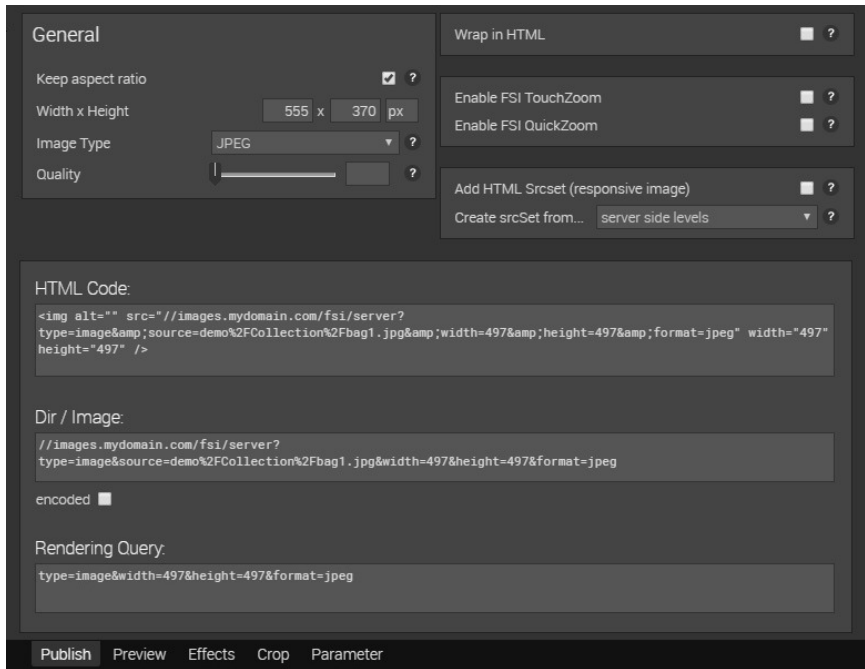 General
Keep aspect ratio ?
Width x Height 555 x 370 px
Image Type JPEG ?
Quality ?
Wrap in HTML ?
Enable FSI TouchZoom ?
Enable FSI QuickZoom ?
Add HTML Srcset (responsive image) ?
Create srcSet from... server side levels ?
HTML Code:
<img alt="" src="//images.mydomain.com/fsi/server?
type=image&amp;source=demo%2FCollection%2Fbag1.jpg&amp;width=497&amp;height=497&amp;format=jpeg" width="497"
height="497" />
Dir / Image:
//images.mydomain.com/fsi/server?
type=image&source=demo%2FCollection%2Fbag1.jpg&width=497&height=497&format=jpeg
encoded
Rendering Query:
type=image&width=497&height=497&format=jpeg
Publish Preview Effects Crop Parameter